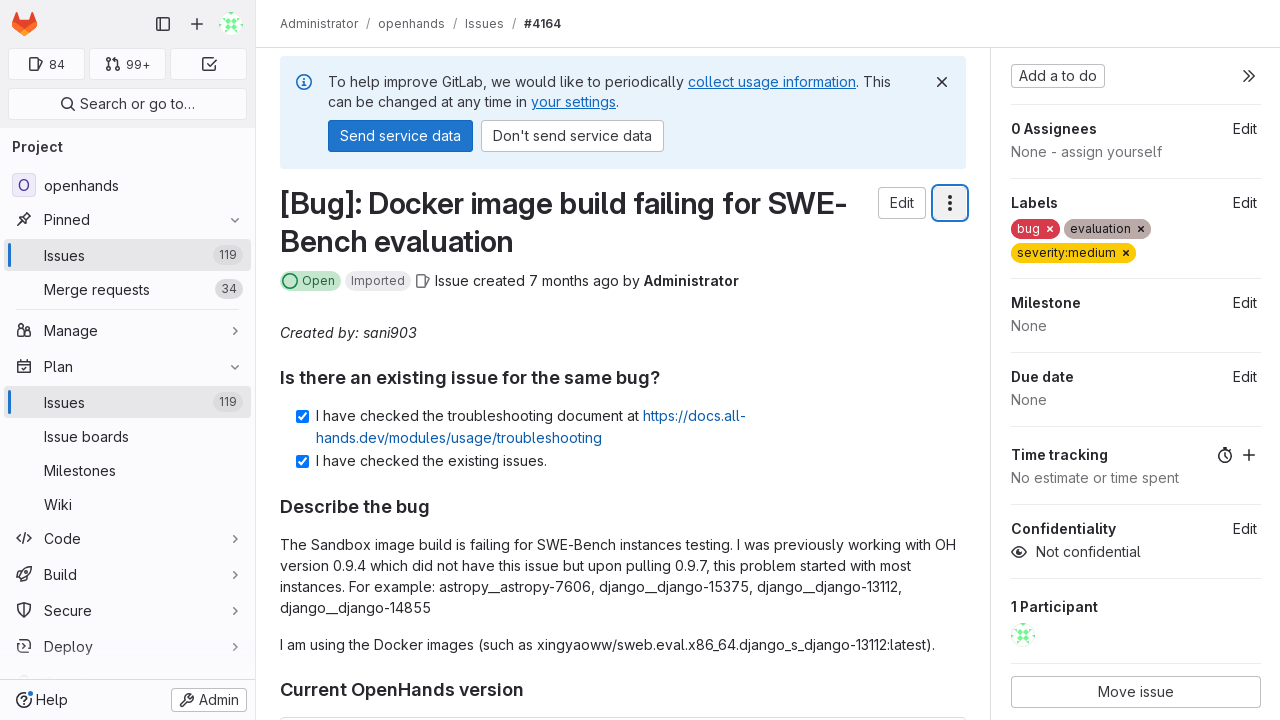 Administrator / openhands / Issues / #4164
84
99+
Search or go to…
Project
O openhands
Pinned
Issues 119
Merge requests 34
Manage
Plan
Issues 119
Issue boards
Milestones
Wiki
Code
Build
Secure
Deploy
Help
Admin
To help improve GitLab, we would like to periodically collect usage information. This
can be changed at any time in your settings.
Send service data
Don't send service data
[Bug]: Docker image build failing for SWE-
Bench evaluation
Edit
Open Imported Issue created 7 months ago by Administrator
Created by: sani903
Is there an existing issue for the same bug?
I have checked the troubleshooting document at https://docs.all-
hands.dev/modules/usage/troubleshooting
I have checked the existing issues.
Describe the bug
The Sandbox image build is failing for SWE-Bench instances testing. I was previously working with OH
version 0.9.4 which did not have this issue but upon pulling 0.9.7, this problem started with most
instances. For example: astropy__astropy-7606, django__django-15375, django__django-13112,
django__django-14855
I am using the Docker images (such as xingyaoww/sweb.eval.x86_64.django_s_django-13112:latest).
Current OpenHands version
Add a to do
0 Assignees Edit
None - assign yourself
Labels Edit
bug × evaluation ×
severity:medium ×
Milestone Edit
None
Due date Edit
None
Time tracking
No estimate or time spent
Confidentiality Edit
Not confidential
1 Participant
Move issue